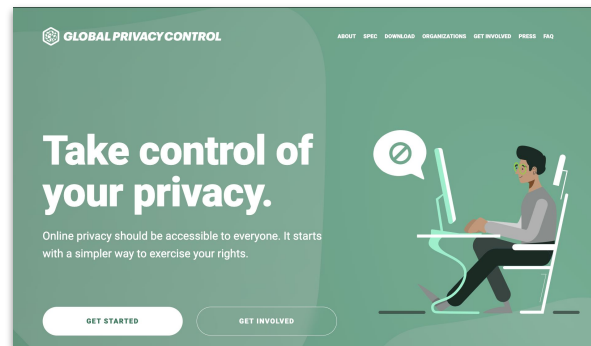 GLOBAL PRIVACY CONTROL
ABOUT SPEC DOWNLOAD ORGANIZATIONS GET INVOLVED PRESS FAQ
Take control of
your privacy.
Online privacy should be accessible to everyone. It starts
with a simpler way to exercise your rights.
GET STARTED
GET INVOLVED